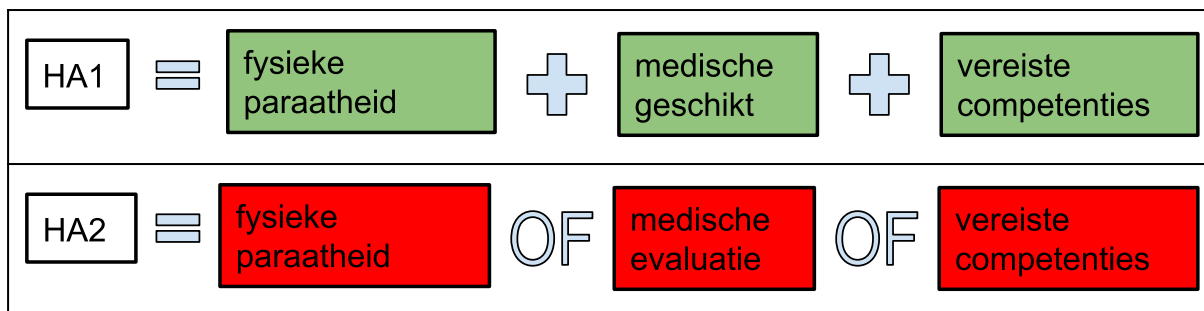 HA1 = fysieke + medische + vereiste
paraatheid geschikt competenties
HA2 = fysieke OF medische OF vereiste
paraatheid evaluatie competenties